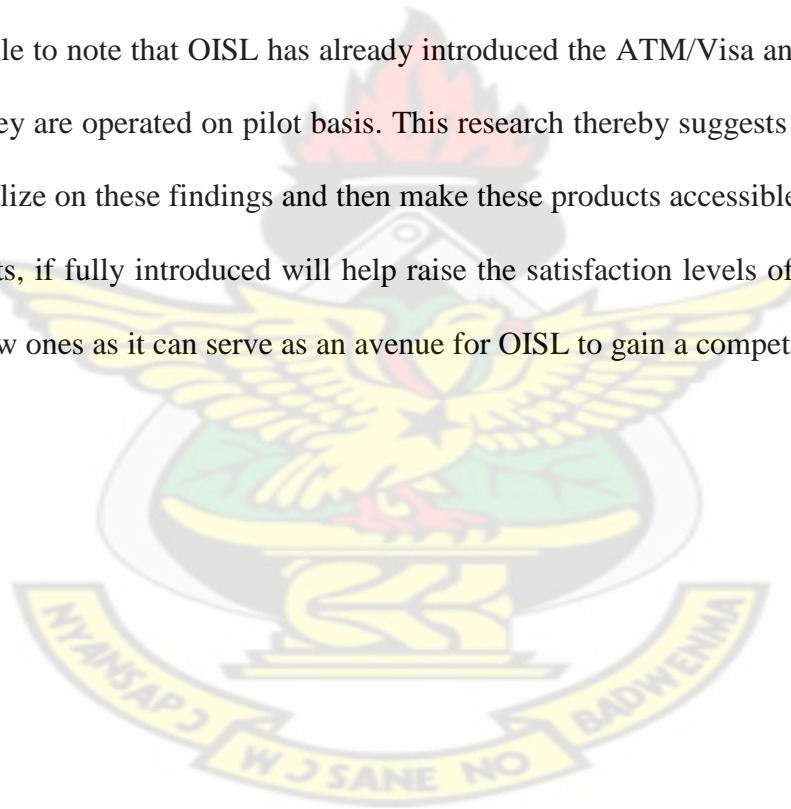 le to note that OISL has already introduced the ATM/Visa an
ey are operated on pilot basis. This research thereby suggests
lize on these findings and then make these products accessible
ts, if fully introduced will help raise the satisfaction levels of
w ones as it can serve as an avenue for OISL to gain a compet
NYANSAPƆ
WƆSANE NO
BADWENMA